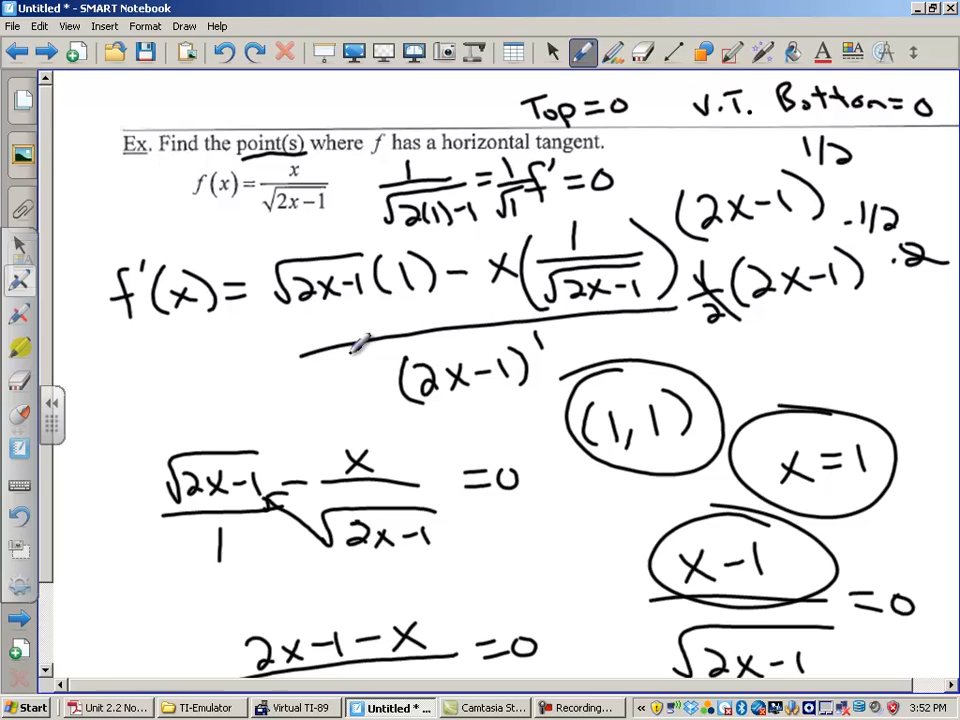 Untitled * - SMART Notebook
File Edit View Insert Format Draw Help
Top = 0 V.T. Bottom = 0
Ex. Find the point(s) where f has a horizontal tangent.
f(x) = x/√(2x−1)
1/√(2(1)−1) = 1/√1 f' = 0
(2x−1)^1/2
f'(x) = √(2x−1) (1) − x(1/√(2x−1))
(2x−1)^1
1/2 (2x−1)^-1/2 · 2
(1, 1)
x = 1
√(2x−1)/1 − x/√(2x−1) = 0
x−1/√(2x−1) = 0
2x−1−x = 0
Start Unit 2.2 Not... TI-Emulator Virtual TI-89 Untitled * ... Camtasia St... Recording... 3:52 PM